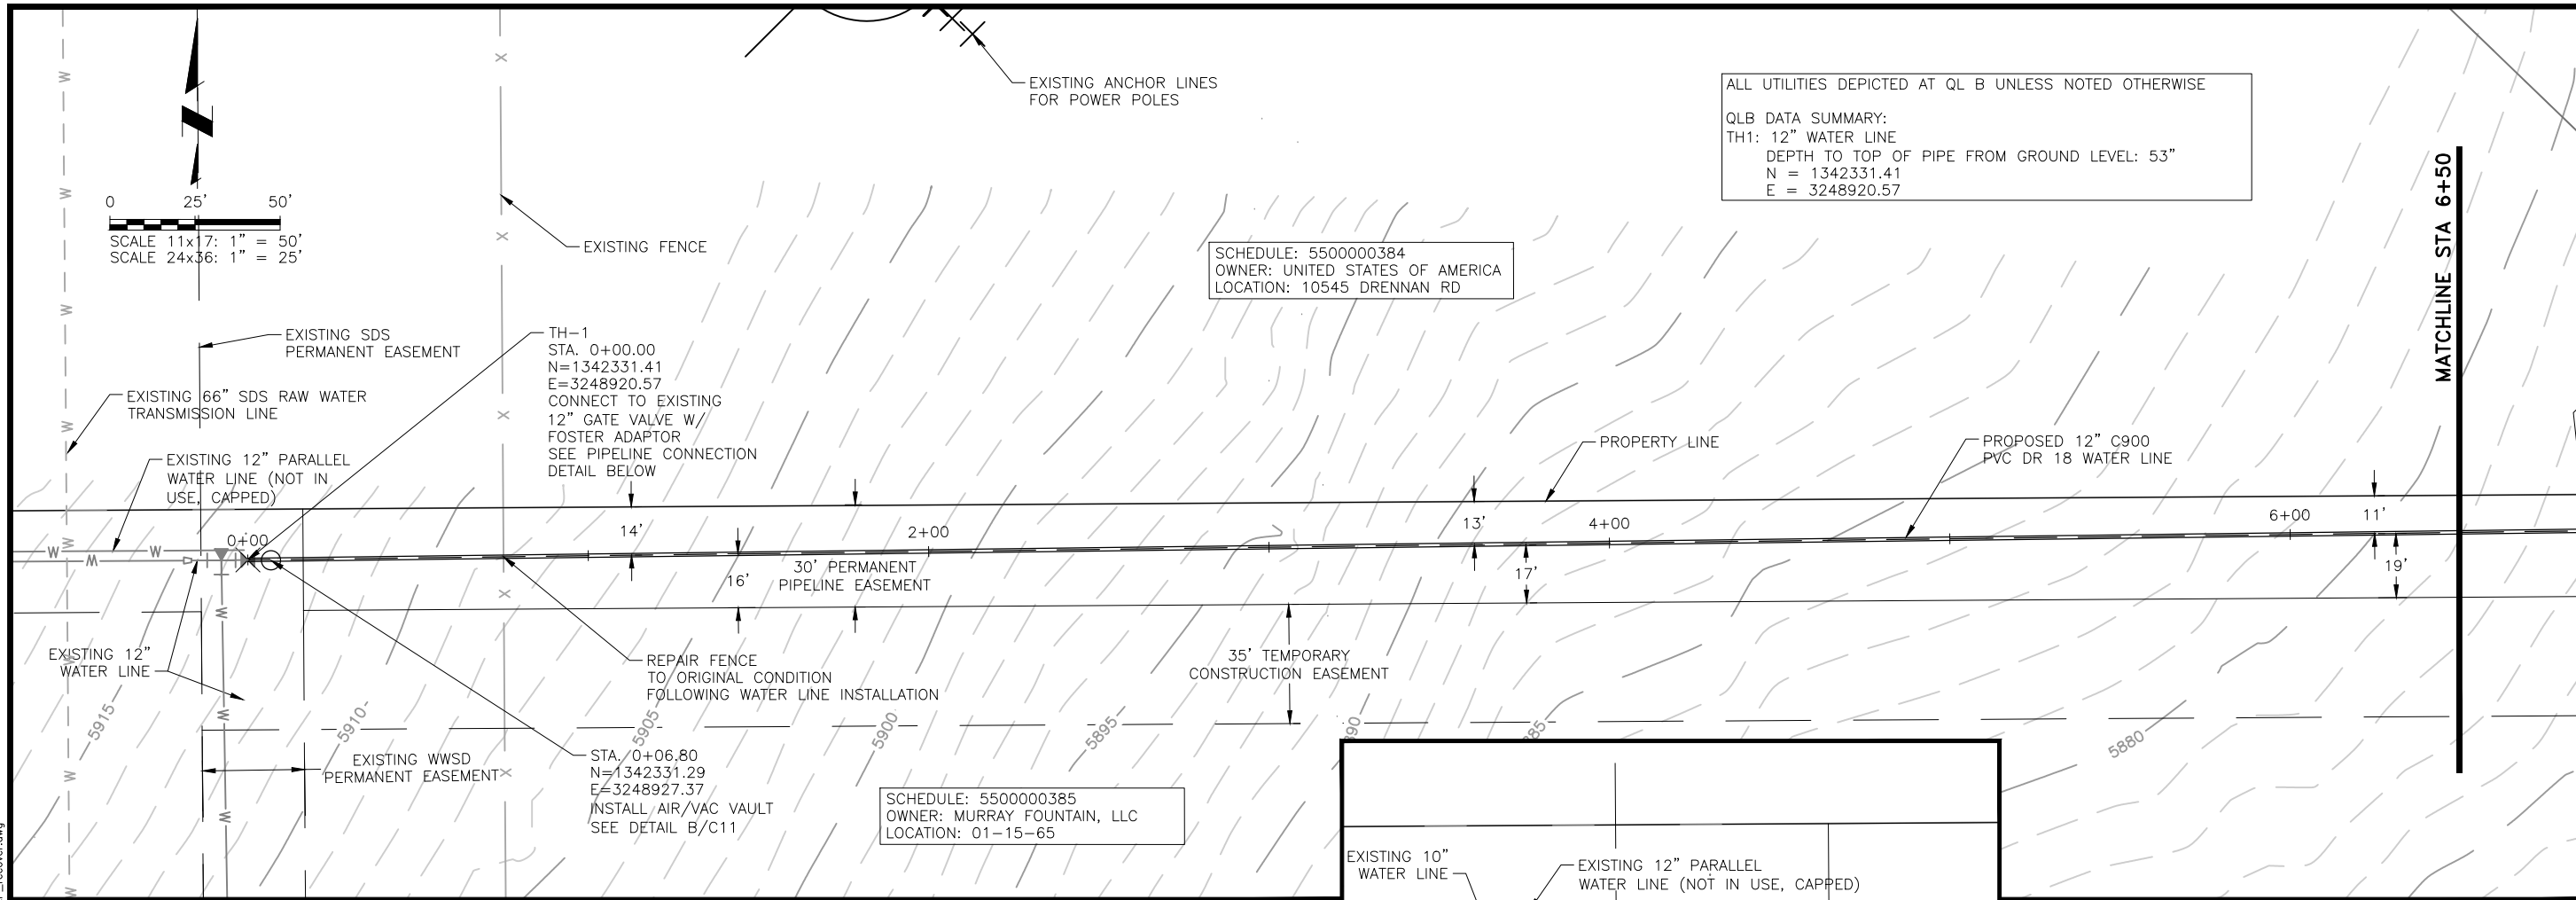 EXISTING ANCHOR LINES
FOR POWER POLES
ALL UTILITIES DEPICTED AT QL B UNLESS NOTED OTHERWISE
QLB DATA SUMMARY:
TH1: 12" WATER LINE
DEPTH TO TOP OF PIPE FROM GROUND LEVEL: 53"
N = 1342331.41
E = 3248920.57
MATCHLINE STA 6+50
0 25' 50'
SCALE 11x17: 1" = 50'
SCALE 24x36: 1" = 25'
EXISTING FENCE
SCHEDULE: 5500000384
OWNER: UNITED STATES OF AMERICA
LOCATION: 10545 DRENNAN RD
EXISTING SDS
PERMANENT EASEMENT
TH-1
STA. 0+00.00
N=1342331.41
E=3248920.57
CONNECT TO EXISTING
12" GATE VALVE W/
FOSTER ADAPTOR
SEE PIPELINE CONNECTION
DETAIL BELOW
EXISTING 66" SDS RAW WATER
TRANSMISSION LINE
EXISTING 12" PARALLEL
WATER LINE (NOT IN
USE, CAPPED)
PROPERTY LINE
PROPOSED 12" C900
PVC DR 18 WATER LINE
0+00
14'
2+00
13'
4+00
6+00
11'
16'
30' PERMANENT
PIPELINE EASEMENT
17'
19'
EXISTING 12"
WATER LINE
REPAIR FENCE
TO ORIGINAL CONDITION
FOLLOWING WATER LINE INSTALLATION
35' TEMPORARY
CONSTRUCTION EASEMENT
5915
5910
5905
5900
5895
890
885
5880
EXISTING WWSD
PERMANENT EASEMENT
STA. 0+06.80
N=1342331.29
E=3248927.37
INSTALL AIR/VAC VAULT
SEE DETAIL B/C11
SCHEDULE: 5500000385
OWNER: MURRAY FOUNTAIN, LLC
LOCATION: 01-15-65
EXISTING 10"
WATER LINE
EXISTING 12" PARALLEL
WATER LINE (NOT IN USE, CAPPED)